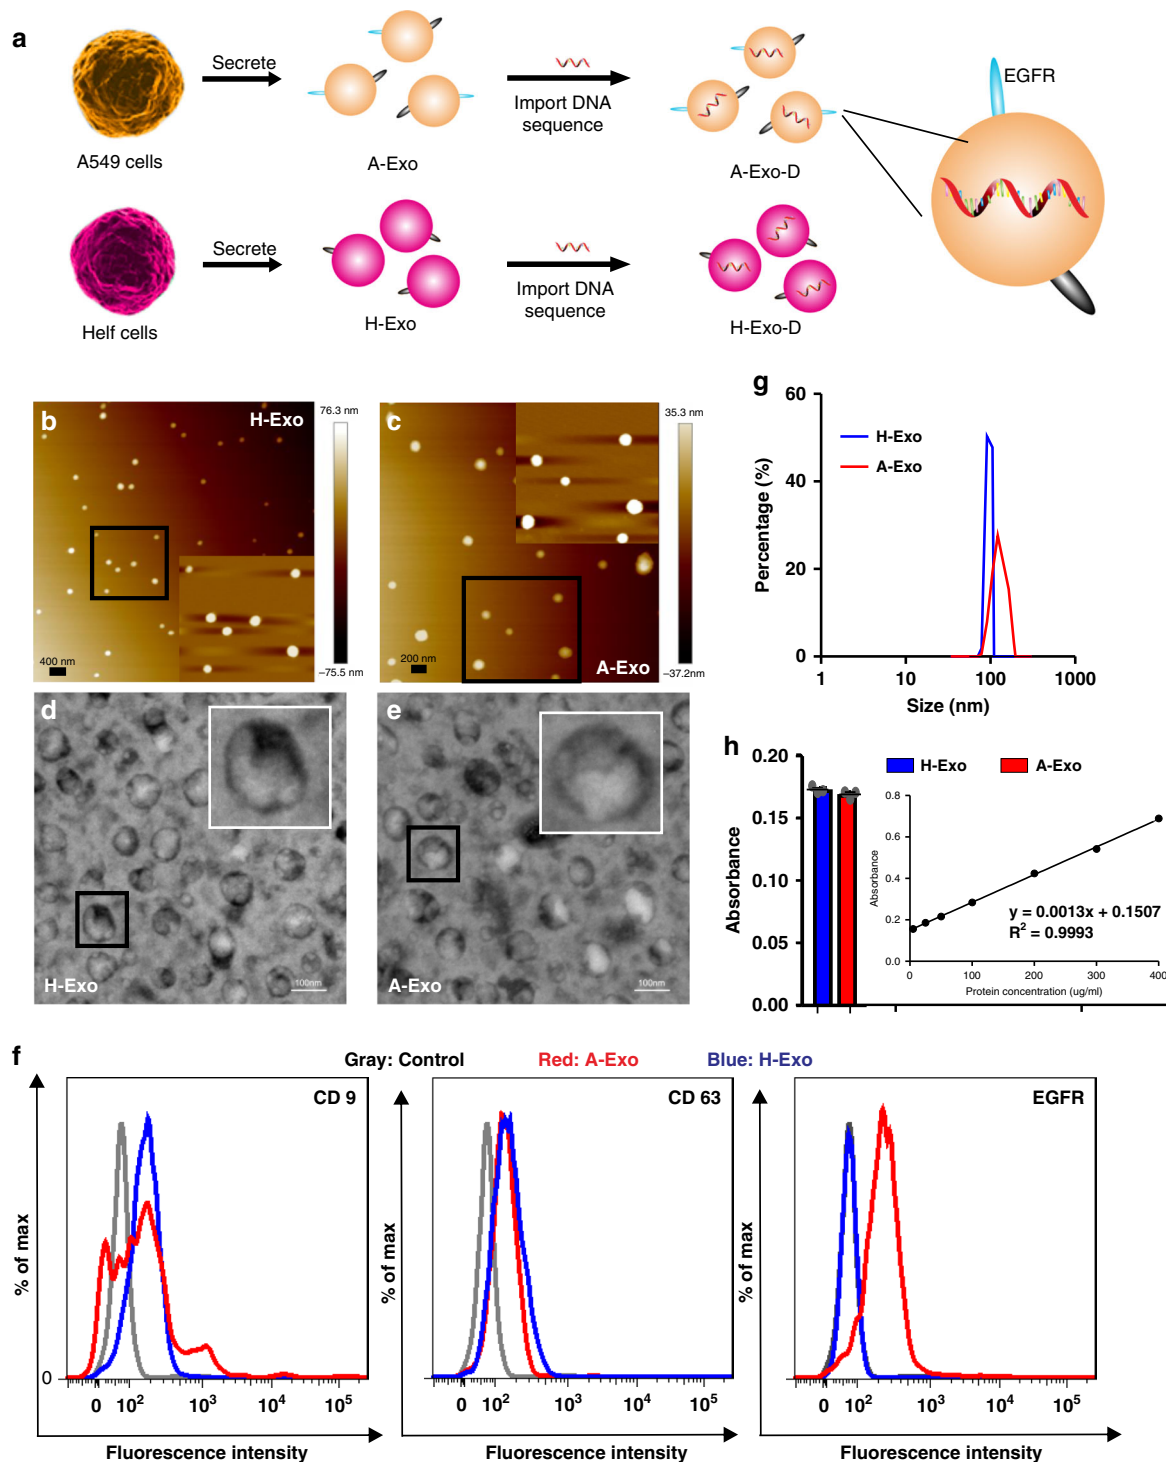 a
A549 cells
Secrete
A-Exo
Import DNA
sequence
A-Exo-D
EGFR
Helf cells
Secrete
H-Exo
Import DNA
sequence
H-Exo-D
b
H-Exo
400 nm
76.3 nm
−75.5 nm
c
A-Exo
200 nm
35.3 nm
−37.2nm
d
H-Exo
100nm
e
A-Exo
100nm
g
H-Exo
A-Exo
Percentage (%)
60
40
20
0
1
10
100
1000
Size (nm)
h
H-Exo
A-Exo
Absorbance
0.20
0.15
0.10
0.05
0.00
Absorbance
0.8
0.6
0.4
0.2
0.0
0
100
200
300
400
Protein concentration (ug/ml)
y = 0.0013x + 0.1507
R² = 0.9993
f
Gray: Control
Red: A-Exo
Blue: H-Exo
CD 9
% of max
0
0
10²
10³
10⁴
10⁵
Fluorescence intensity
CD 63
% of max
0
10²
10³
10⁴
10⁵
Fluorescence intensity
EGFR
% of max
0
10²
10³
10⁴
10⁵
Fluorescence intensity